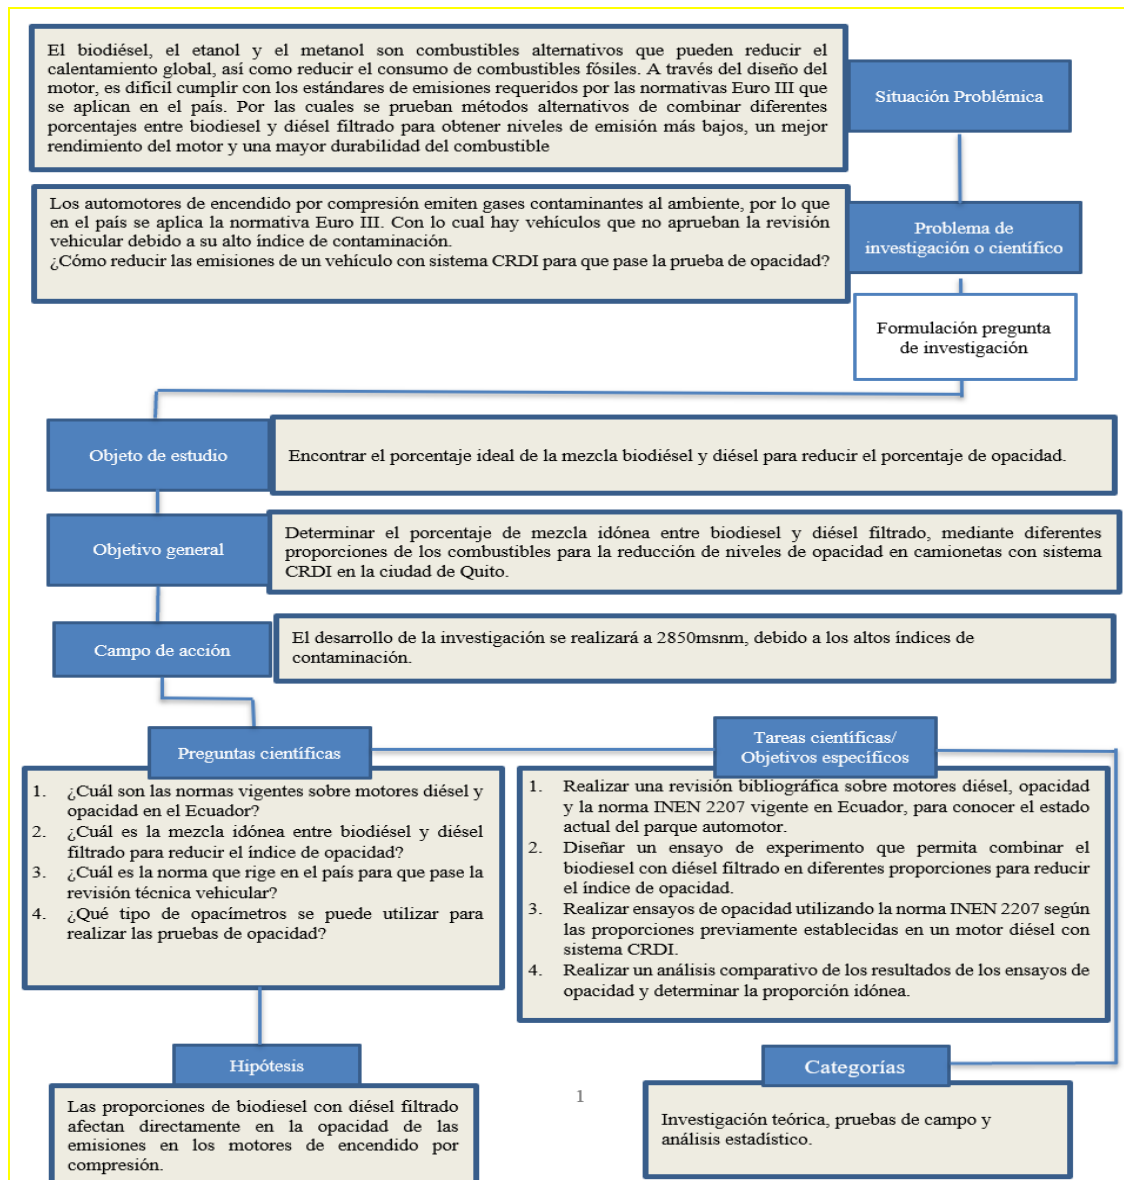 El biodiésel, el etanol y el metanol son combustibles alternativos que pueden reducir el
calentamiento global, así como reducir el consumo de combustibles fósiles. A través del diseño del
motor, es difícil cumplir con los estándares de emisiones requeridos por las normativas Euro III que
se aplican en el país. Por las cuales se prueban métodos alternativos de combinar diferentes
porcentajes entre biodiesel y diésel filtrado para obtener niveles de emisión más bajos, un mejor
rendimiento del motor y una mayor durabilidad del combustible
Situación Problémica
Los automotores de encendido por compresión emiten gases contaminantes al ambiente, por lo que
en el país se aplica la normativa Euro III. Con lo cual hay vehículos que no aprueban la revisión
vehicular debido a su alto índice de contaminación.
¿Cómo reducir las emisiones de un vehículo con sistema CRDI para que pase la prueba de opacidad?
Problema de
investigación o científico
Formulación pregunta
de investigación
Objeto de estudio
Encontrar el porcentaje ideal de la mezcla biodiésel y diésel para reducir el porcentaje de opacidad.
Objetivo general
Determinar el porcentaje de mezcla idónea entre biodiesel y diésel filtrado, mediante diferentes
proporciones de los combustibles para la reducción de niveles de opacidad en camionetas con sistema
CRDI en la ciudad de Quito.
Campo de acción
El desarrollo de la investigación se realizará a 2850msnm, debido a los altos índices de
contaminación.
Preguntas científicas
1. ¿Cuál son las normas vigentes sobre motores diésel y
opacidad en el Ecuador?
2. ¿Cuál es la mezcla idónea entre biodiésel y diésel
filtrado para reducir el índice de opacidad?
3. ¿Cuál es la norma que rige en el país para que pase la
revisión técnica vehicular?
4. ¿Qué tipo de opacímetros se puede utilizar para
realizar las pruebas de opacidad?
Tareas científicas/
Objetivos específicos
1. Realizar una revisión bibliográfica sobre motores diésel, opacidad
y la norma INEN 2207 vigente en Ecuador, para conocer el estado
actual del parque automotor.
2. Diseñar un ensayo de experimento que permita combinar el
biodiesel con diésel filtrado en diferentes proporciones para reducir
el índice de opacidad.
3. Realizar ensayos de opacidad utilizando la norma INEN 2207 según
las proporciones previamente establecidas en un motor diésel con
sistema CRDI.
4. Realizar un análisis comparativo de los resultados de los ensayos de
opacidad y determinar la proporción idónea.
Hipótesis
Las proporciones de biodiesel con diésel filtrado
afectan directamente en la opacidad de las
emisiones en los motores de encendido por
compresión.
1
Categorías
Investigación teórica, pruebas de campo y
análisis estadístico.